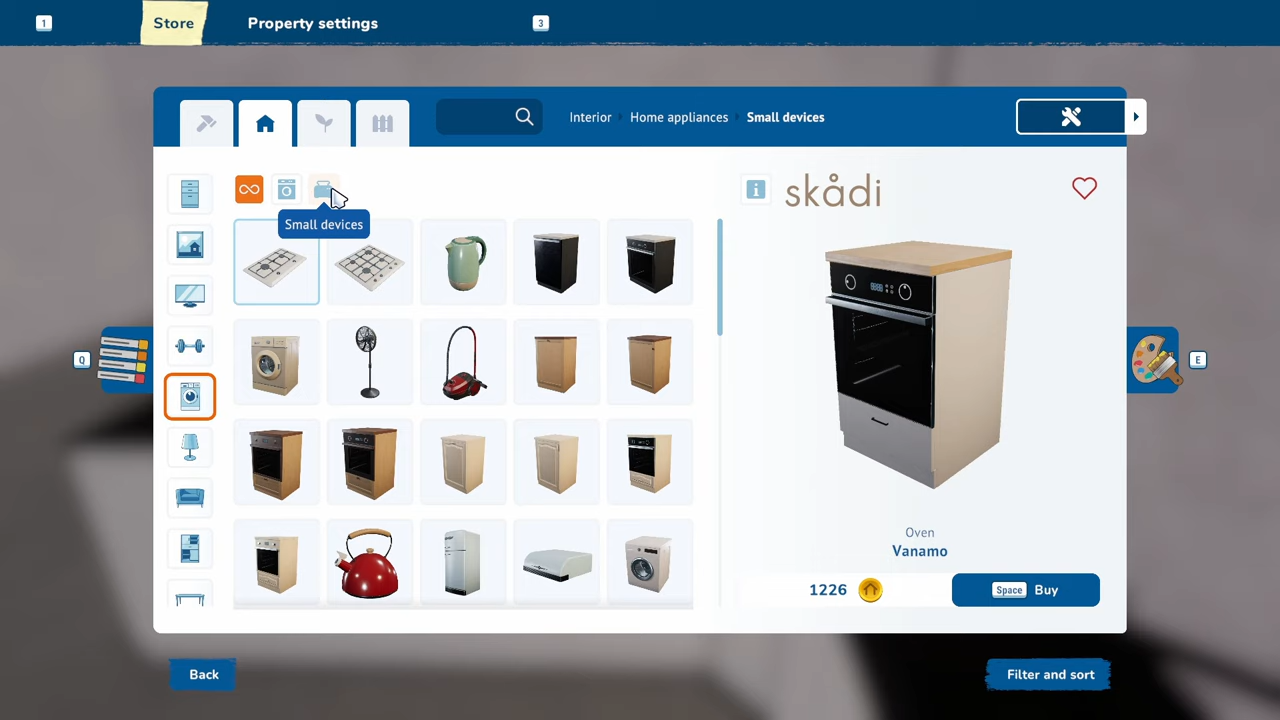 1
Store
Property settings
3
Interior
Home appliances
Small devices
skådi
Small devices
Q
E
Oven
Vanamo
1226
Space
Buy
Back
Filter and sort